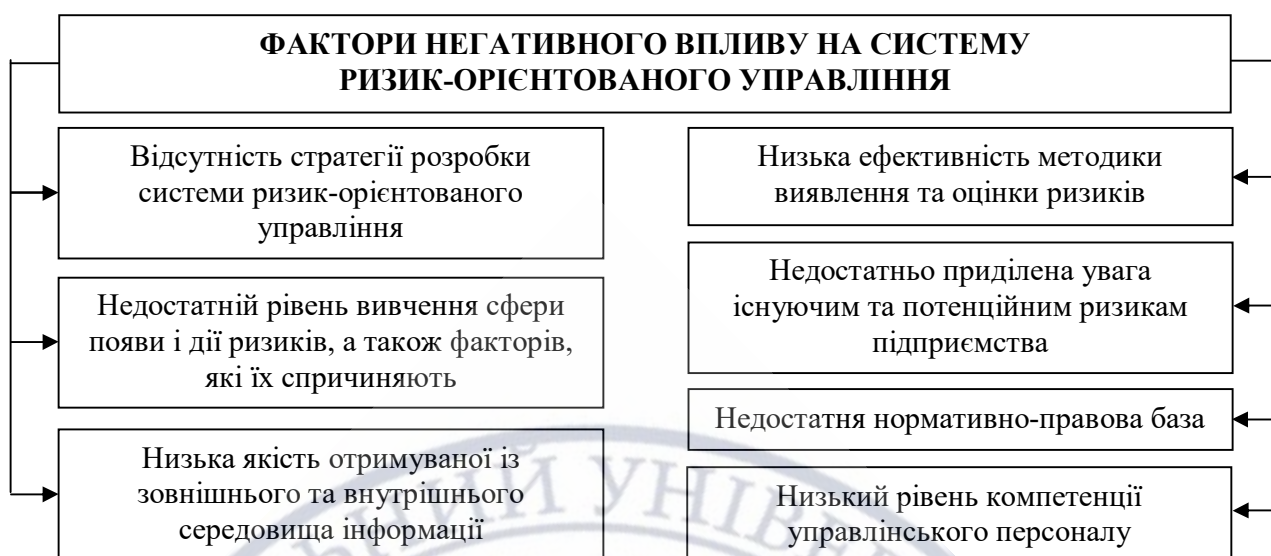 ФАКТОРИ НЕГАТИВНОГО ВПЛИВУ НА СИСТЕМУ
РИЗИК-ОРІЄНТОВАНОГО УПРАВЛІННЯ
Відсутність стратегії розробки
системи ризик-орієнтованого
управління
Недостатній рівень вивчення сфери
появи і дії ризиків, а також факторів,
які їх спричиняють
Низька якість отримуваної із
зовнішнього та внутрішнього
середовища інформації
Низька ефективність методики
виявлення та оцінки ризиків
Недостатньо приділена увага
існуючим та потенційним ризикам
підприємства
Недостатня нормативно-правова база
Низький рівень компетенції
управлінського персоналу